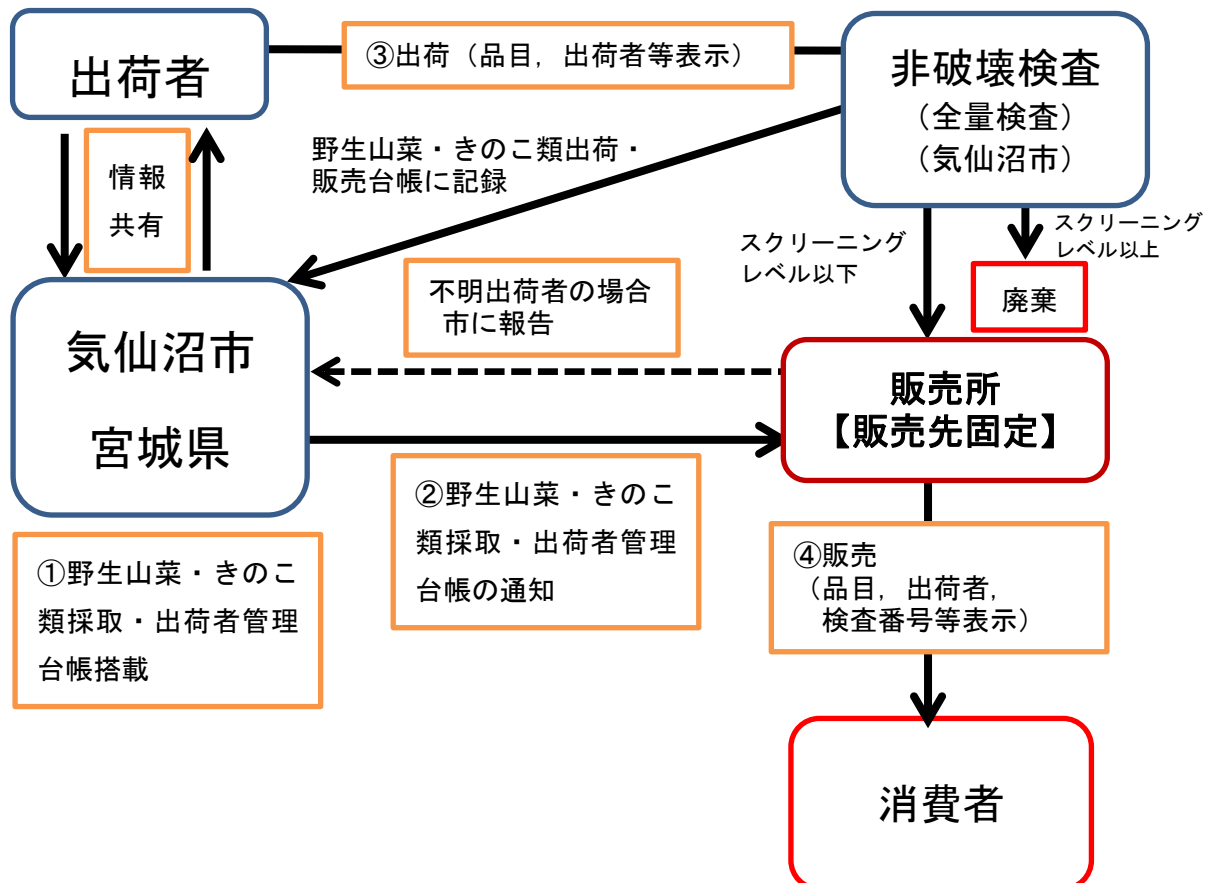 出荷者
③出荷（品目，出荷者等表示）
非破壊検査
（全量検査）
（気仙沼市）
情報
共有
野生山菜・きのこ類出荷・
販売台帳に記録
スクリーニング
レベル以下
スクリーニング
レベル以上
廃棄
気仙沼市
宮城県
不明出荷者の場合
市に報告
販売所
【販売先固定】
①野生山菜・きのこ
類採取・出荷者管理
台帳搭載
②野生山菜・きのこ
類採取・出荷者管理
台帳の通知
④販売
（品目，出荷者，
検査番号等表示）
消費者